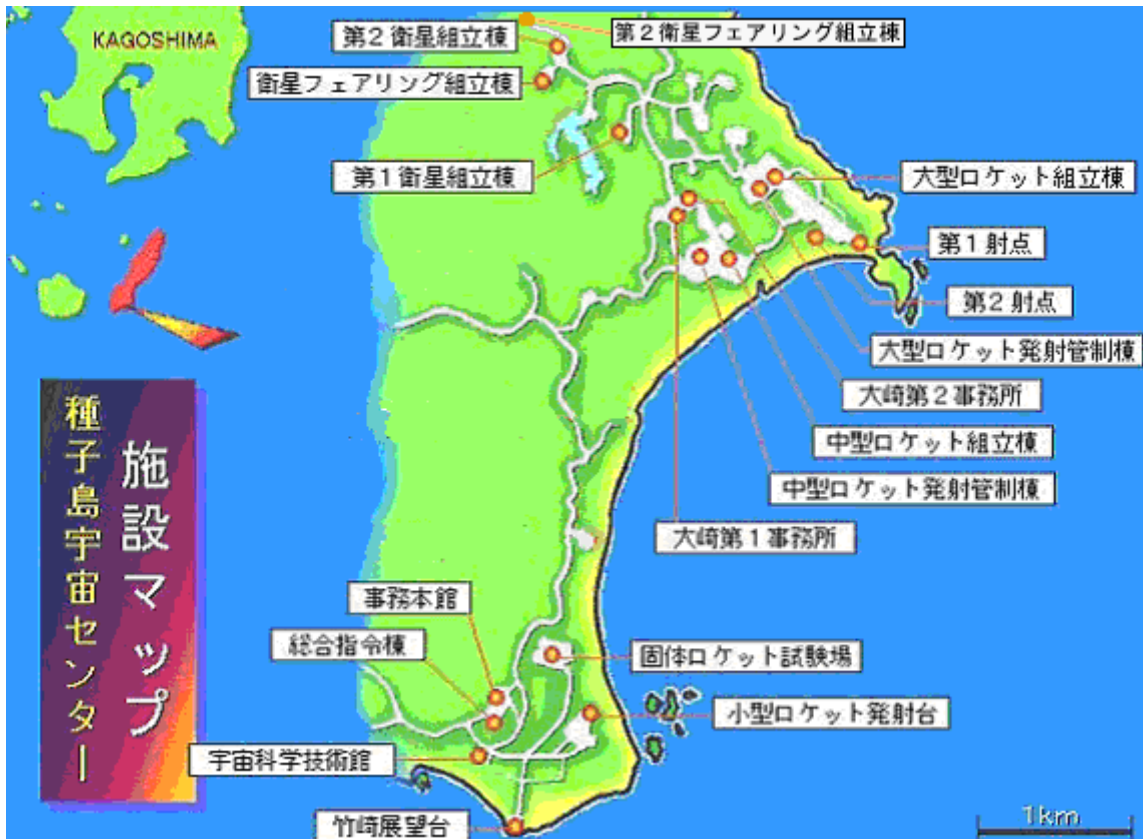 KAGOSHIMA
第2衛星組立棟
第2衛星フェアリング組立棟
衛星フェアリング組立棟
第1衛星組立棟
大型ロケット組立棟
第1射点
第2射点
大型ロケット発射管制棟
大崎第2事務所
中型ロケット組立棟
中型ロケット発射管制棟
大崎第1事務所
施設マップ
種子島宇宙センター
事務本館
総合指令棟
固体ロケット試験場
小型ロケット発射台
宇宙科学技術館
竹崎展望台
1km